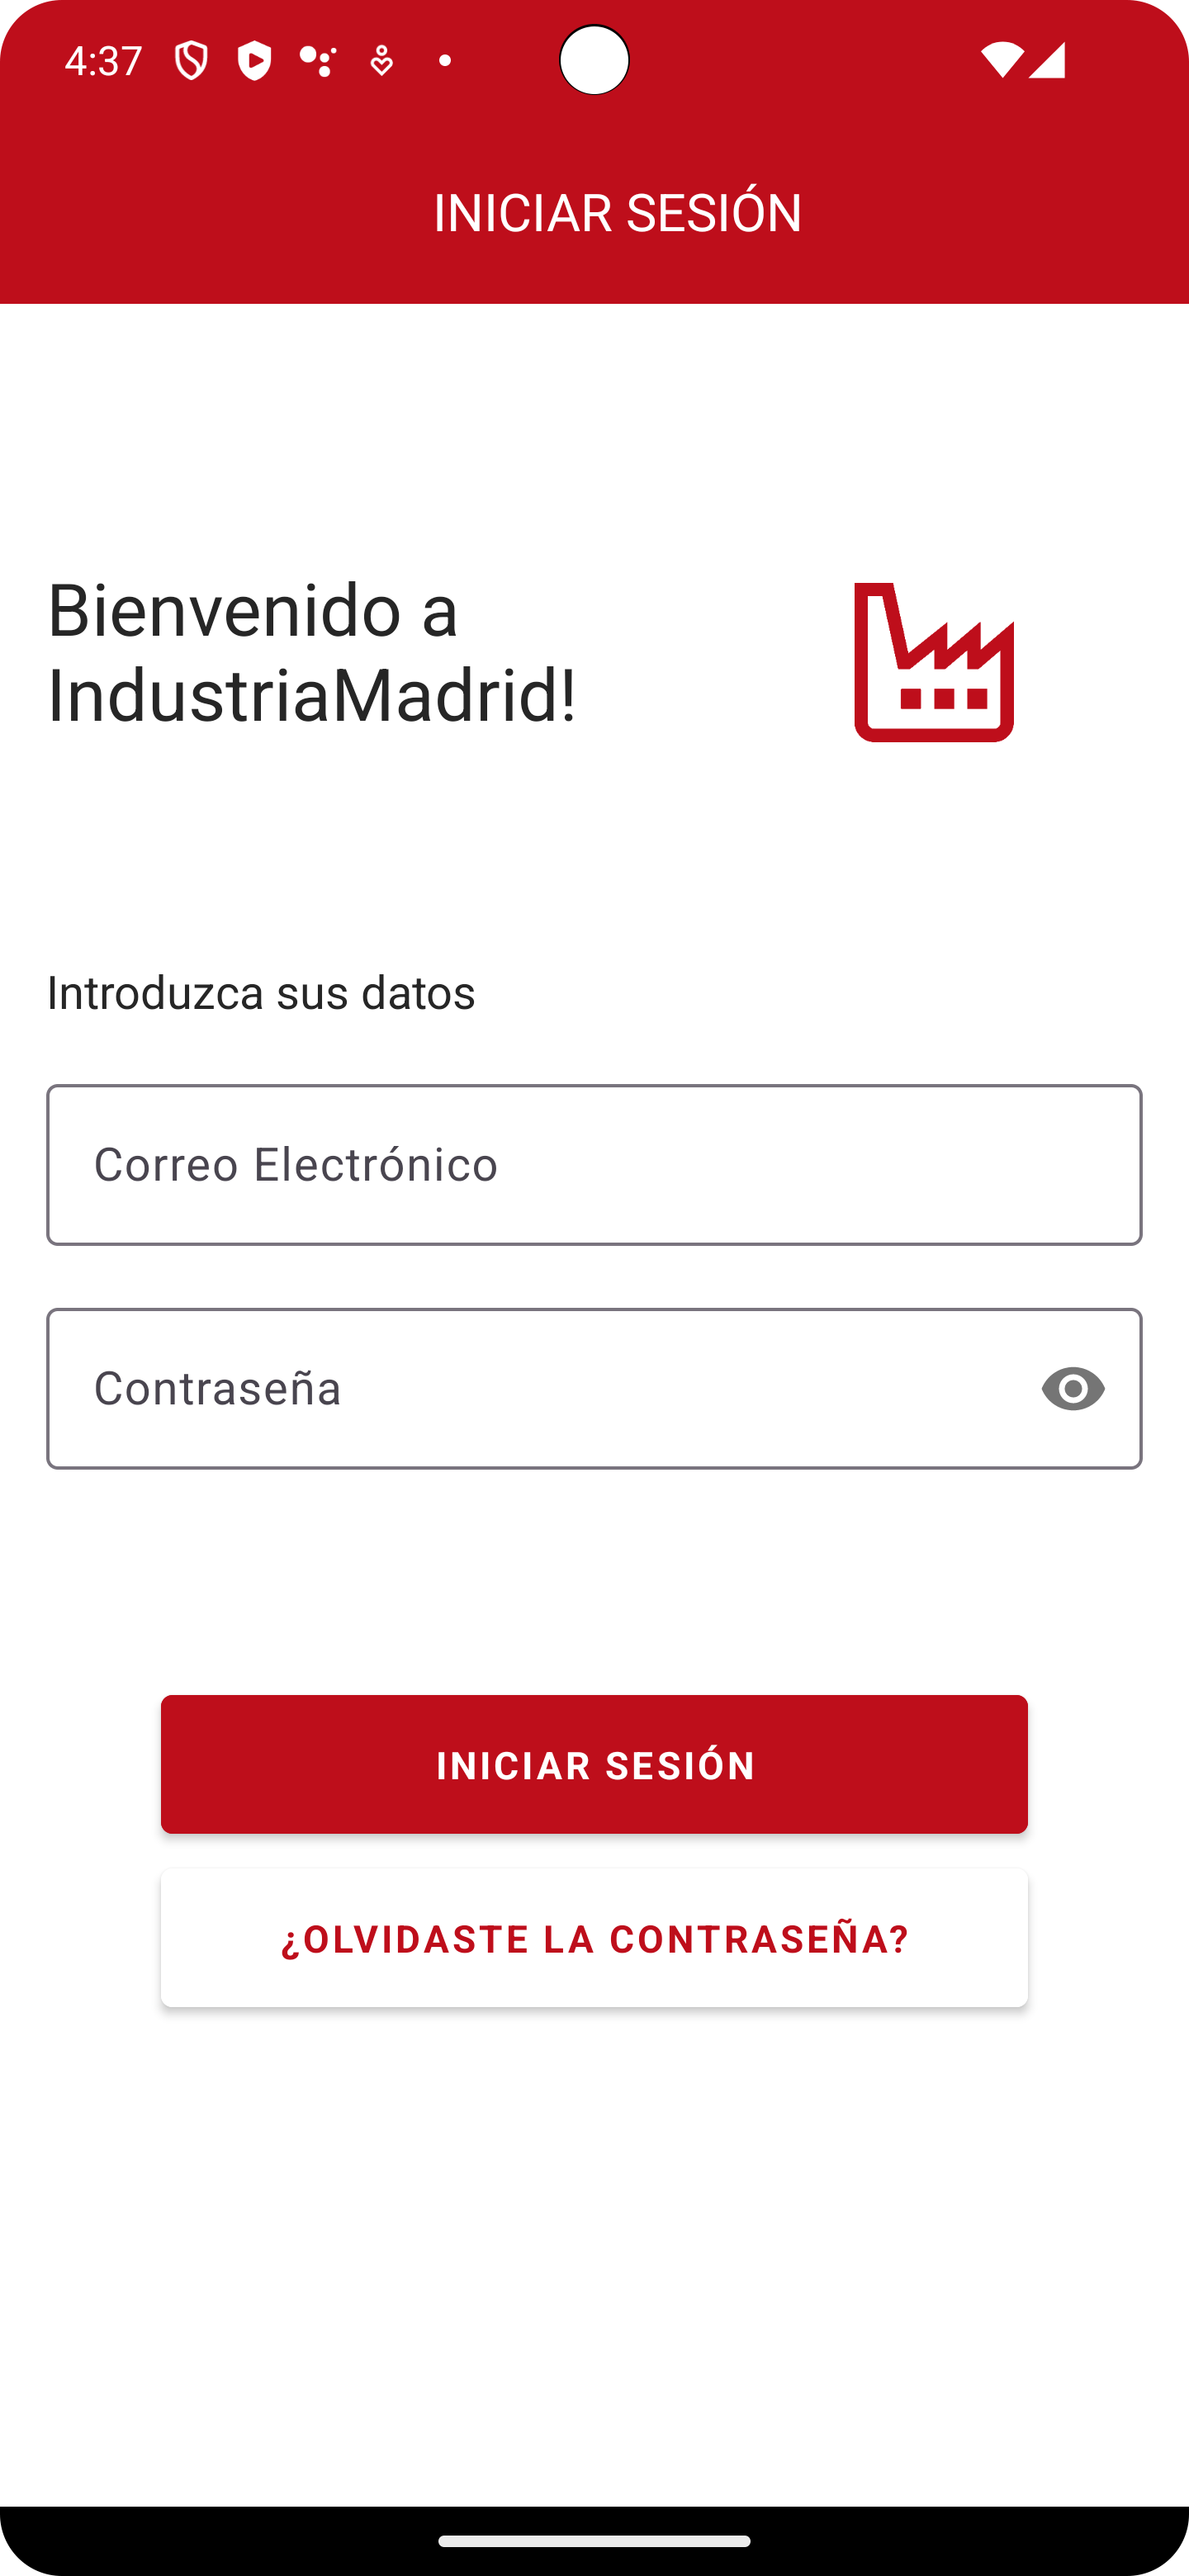 4:37
INICIAR SESIÓN
Bienvenido a
IndustriaMadrid!
Introduzca sus datos
Correo Electrónico
Contraseña
INICIAR SESIÓN
¿OLVIDASTE LA CONTRASEÑA?